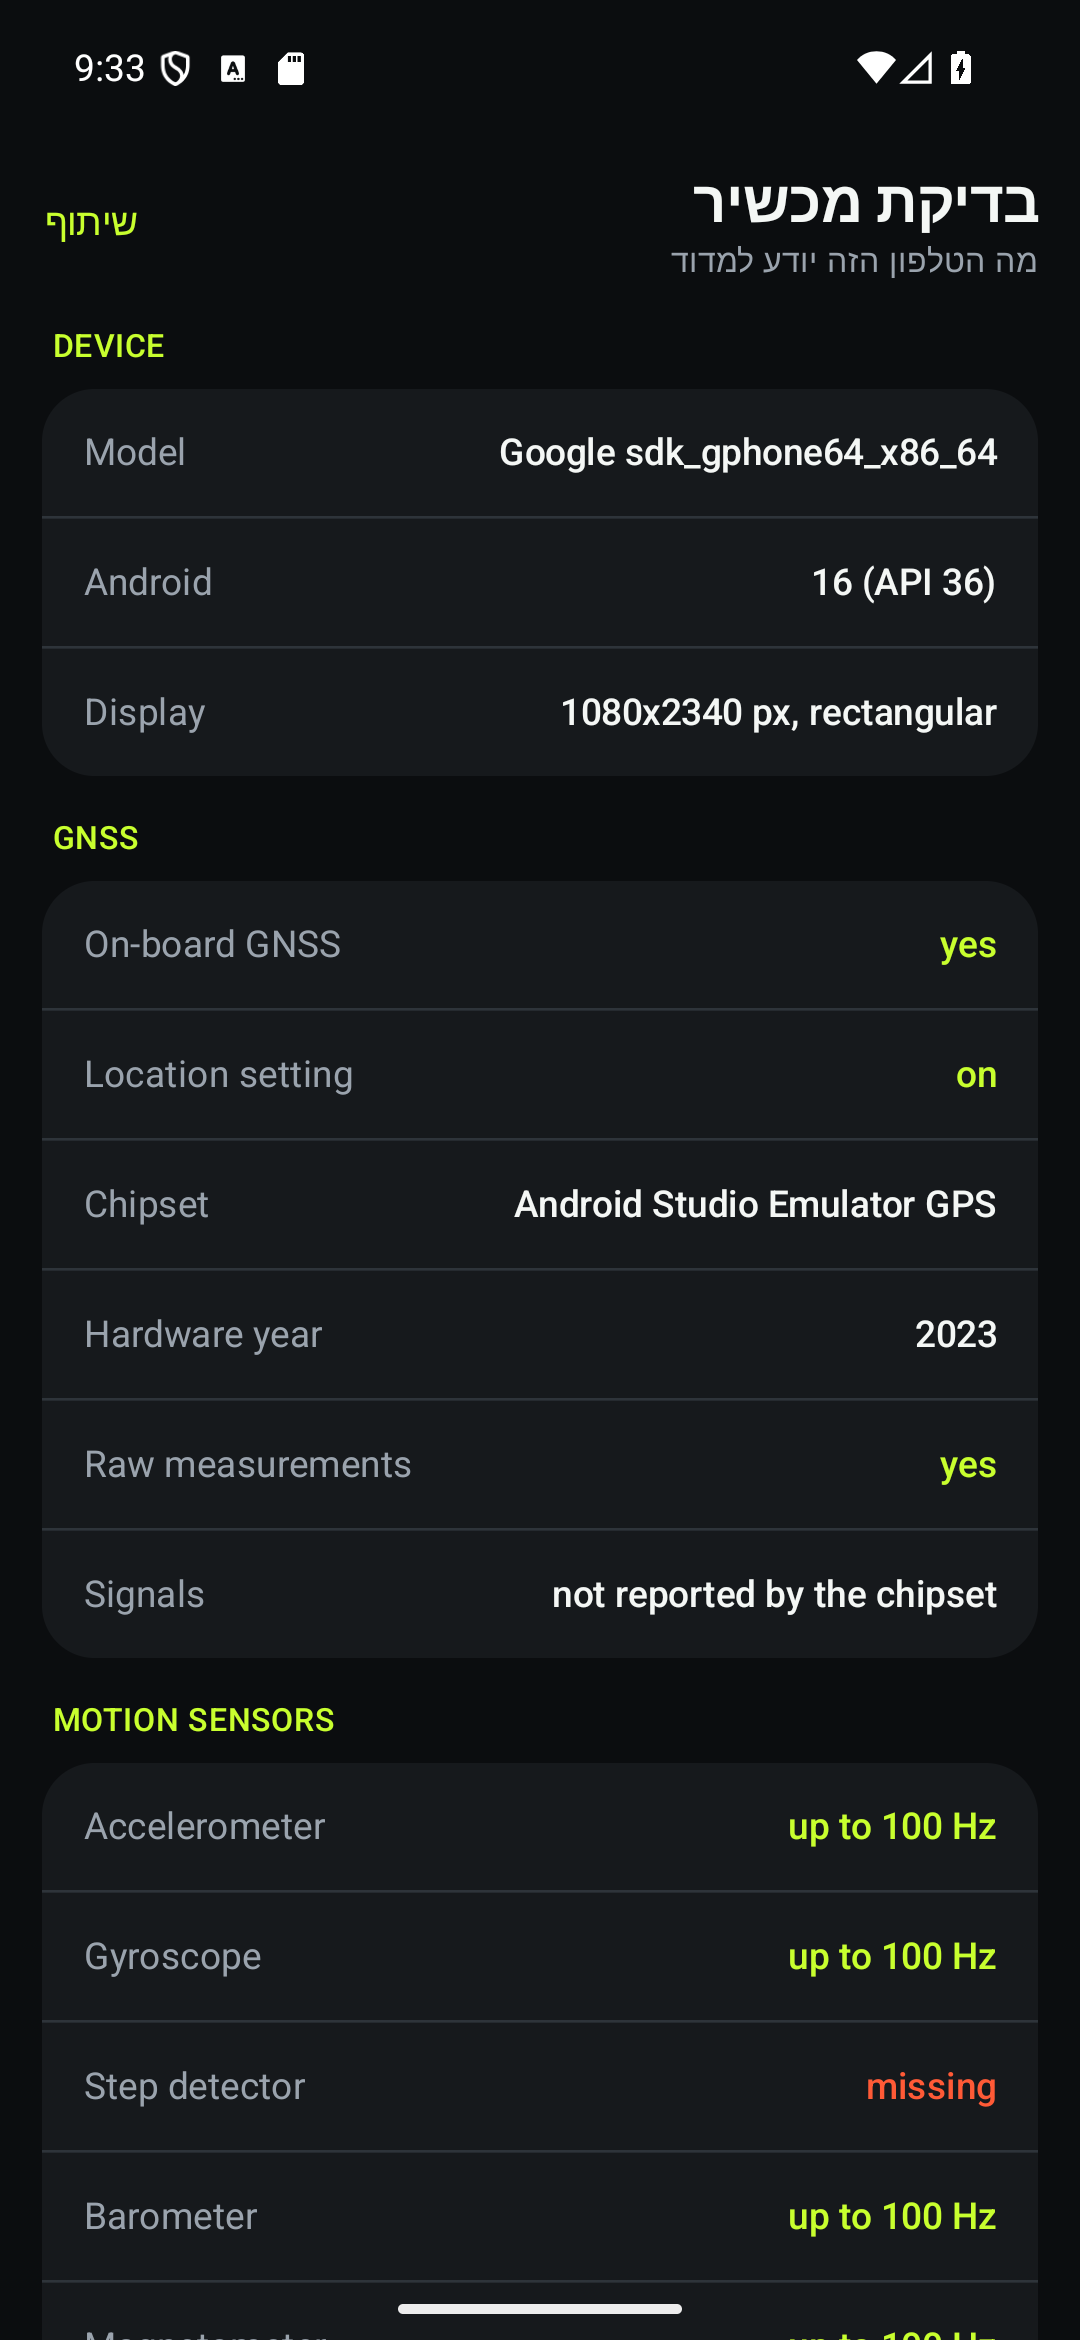 9:33
בדיקת מכשיר
מה הטלפון הזה יודע למדוד
שיתוף
DEVICE
Model Google sdk_gphone64_x86_64
Android 16 (API 36)
Display 1080x2340 px, rectangular
GNSS
On-board GNSS yes
Location setting on
Chipset Android Studio Emulator GPS
Hardware year 2023
Raw measurements yes
Signals not reported by the chipset
MOTION SENSORS
Accelerometer up to 100 Hz
Gyroscope up to 100 Hz
Step detector missing
Barometer up to 100 Hz